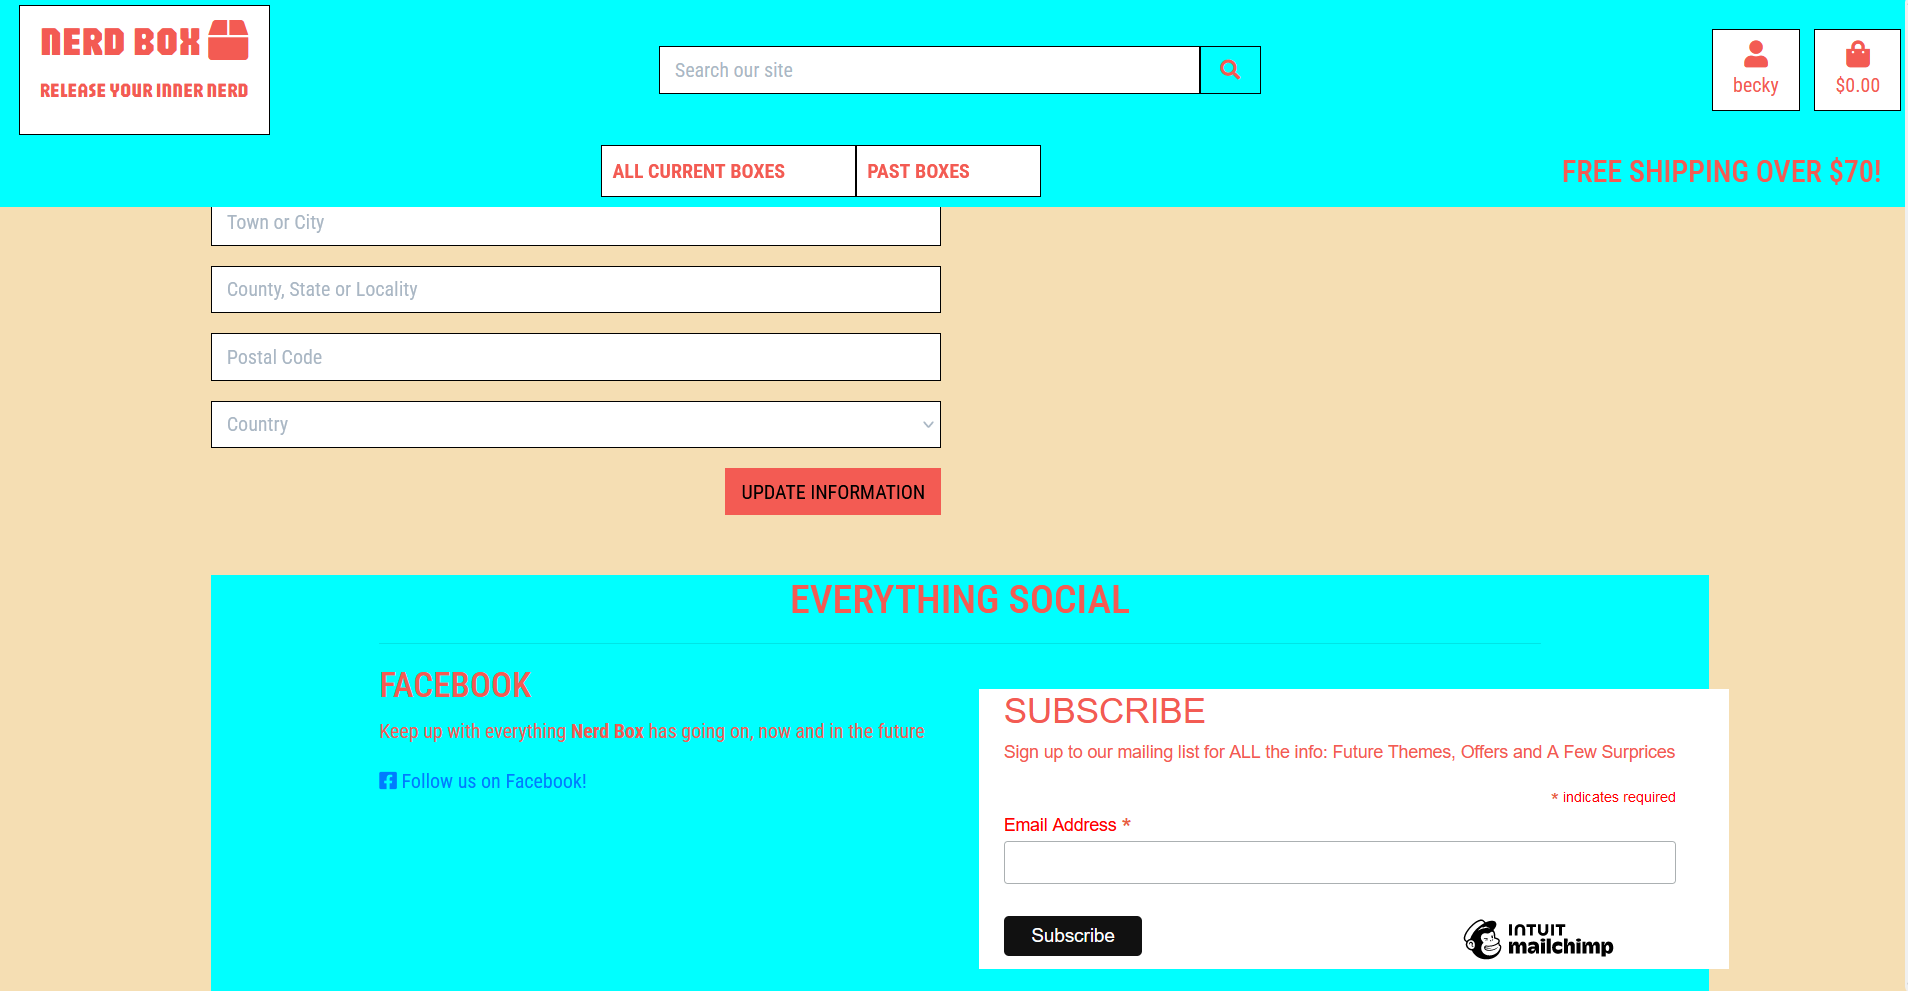 NERD BOX
RELEASE YOUR INNER NERD
Search our site
becky
$0.00
ALL CURRENT BOXES
PAST BOXES
FREE SHIPPING OVER $70!
Town or City
County, State or Locality
Postal Code
Country
UPDATE INFORMATION
EVERYTHING SOCIAL
FACEBOOK
Keep up with everything Nerd Box has going on, now and in the future
Follow us on Facebook!
SUBSCRIBE
Sign up to our mailing list for ALL the info: Future Themes, Offers and A Few Surprices
* indicates required
Email Address *
Subscribe
INTUIT
mailchimp